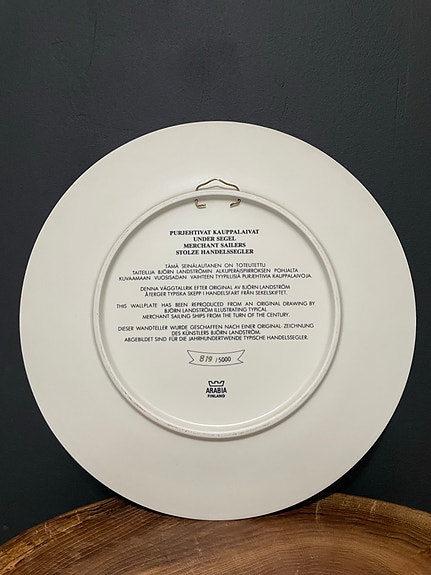 PURJEHTIVAT KAUPPALAIVAT
UNDER SEGEL
MERCHANT SAILERS
STOLZE HANDELSSEGLER
TÄMÄ SEINÄLAUTANEN ON TOTEUTETTU
TAITEILIJA BJÖRN LANDSTRÖMIN ALKUPERÄISPIIRROKSEN POHJALTA
KUVAAMAAN VUOSISADAN VAIHTEEN TYYPILLISIÄ PURJEHTIVIA KAUPPALAIVOJA.
DENNA VÄGGTALLRIK EFTER ORIGINAL AV BJÖRN LANDSTRÖM
ÅTERGER TYPISKA SKEPP I HANDELSFART FRÅN SEKELSKIFTET.
THIS WALLPLATE HAS BEEN REPRODUCED FROM AN ORIGINAL DRAWING BY
BJÖRN LANDSTRÖM ILLUSTRATING TYPICAL
MERCHANT SAILING SHIPS FROM THE TURN OF THE CENTURY.
DIESER WANDTELLER WURDE GESCHAFFEN NACH EINER ORIGINAL-ZEICHNUNG
DES KÜNSTLERS BJÖRN LANDSTRÖM.
ABGEBILDET SIND FÜR DIE JAHRHUNDERTWENDE TYPISCHE HANDELSSEGLER.
819 /5000
ARABIA
FINLAND